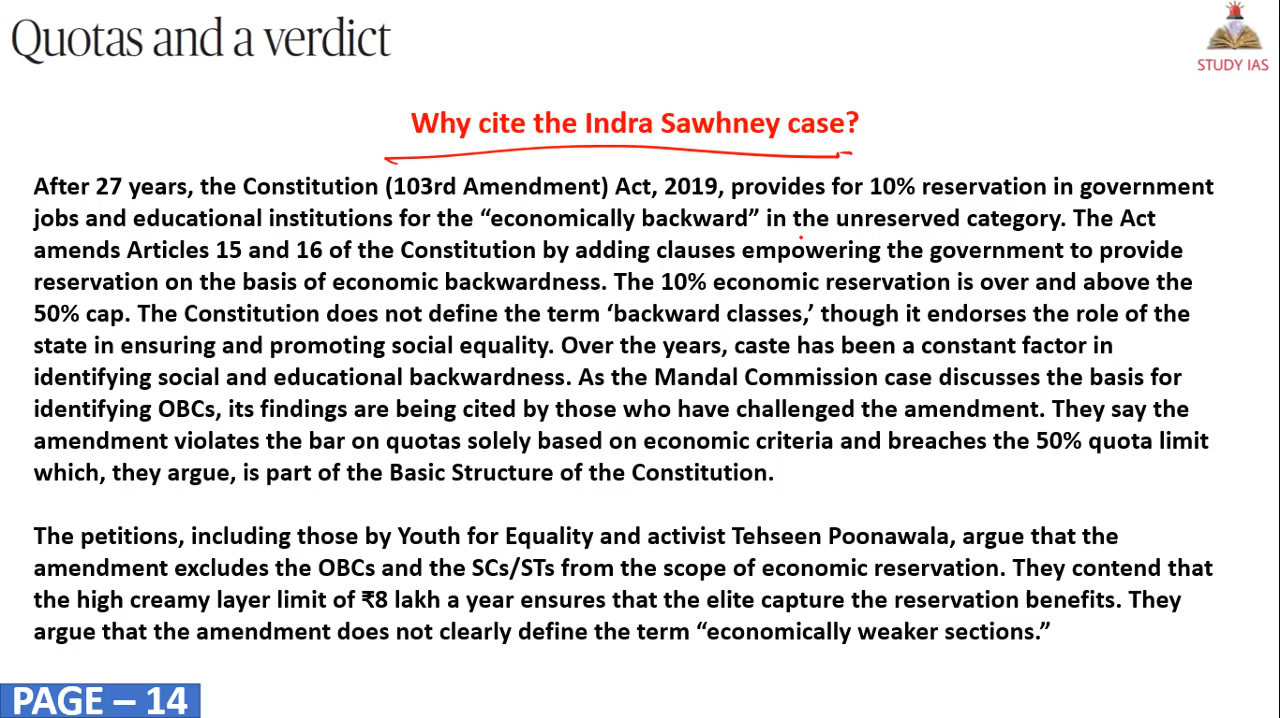 Quotas and a verdict
STUDY IAS
Why cite the Indra Sawhney case?
After 27 years, the Constitution (103rd Amendment) Act, 2019, provides for 10% reservation in government
jobs and educational institutions for the “economically backward” in the unreserved category. The Act
amends Articles 15 and 16 of the Constitution by adding clauses empowering the government to provide
reservation on the basis of economic backwardness. The 10% economic reservation is over and above the
50% cap. The Constitution does not define the term ‘backward classes,’ though it endorses the role of the
state in ensuring and promoting social equality. Over the years, caste has been a constant factor in
identifying social and educational backwardness. As the Mandal Commission case discusses the basis for
identifying OBCs, its findings are being cited by those who have challenged the amendment. They say the
amendment violates the bar on quotas solely based on economic criteria and breaches the 50% quota limit
which, they argue, is part of the Basic Structure of the Constitution.
The petitions, including those by Youth for Equality and activist Tehseen Poonawala, argue that the
amendment excludes the OBCs and the SCs/STs from the scope of economic reservation. They contend that
the high creamy layer limit of ₹8 lakh a year ensures that the elite capture the reservation benefits. They
argue that the amendment does not clearly define the term “economically weaker sections.”
PAGE – 14